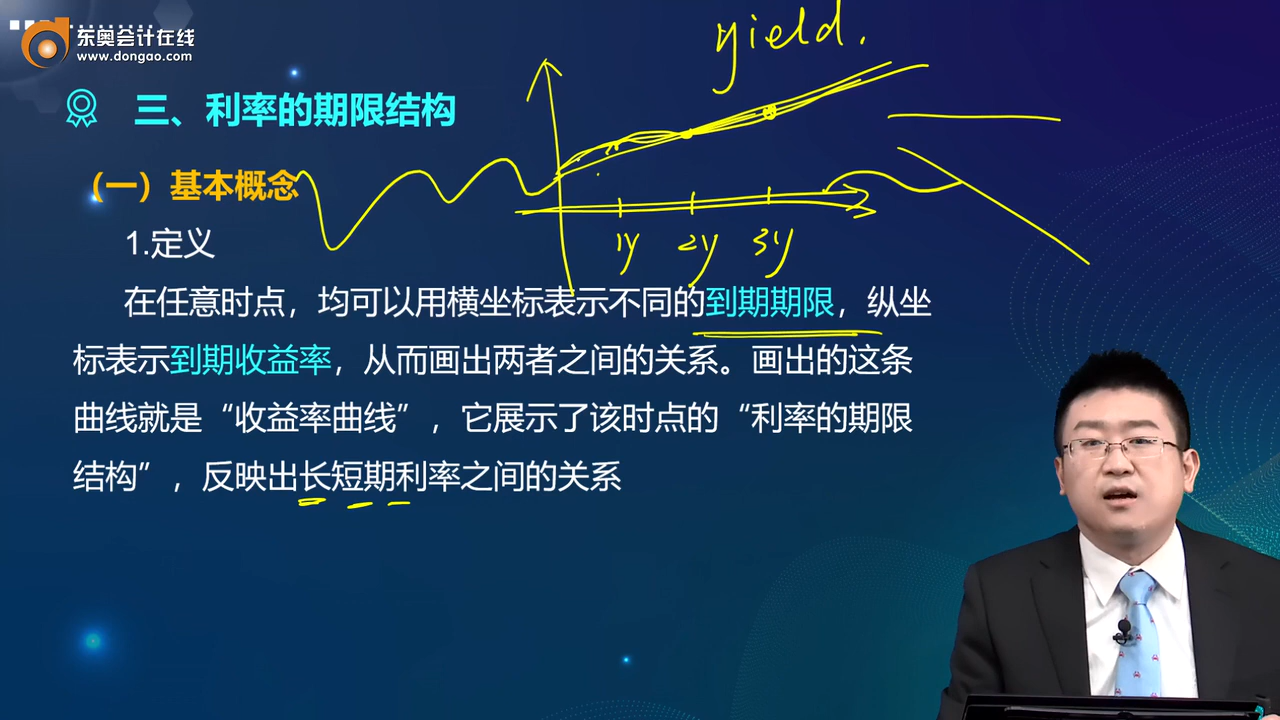 东奥会计在线
www.dongao.com
yield.
三、利率的期限结构
（一）基本概念
1y 2y 3y
1.定义
在任意时点，均可以用横坐标表示不同的到期期限，纵坐
标表示到期收益率，从而画出两者之间的关系。画出的这条
曲线就是“收益率曲线”，它展示了该时点的“利率的期限
结构”，反映出长短期利率之间的关系